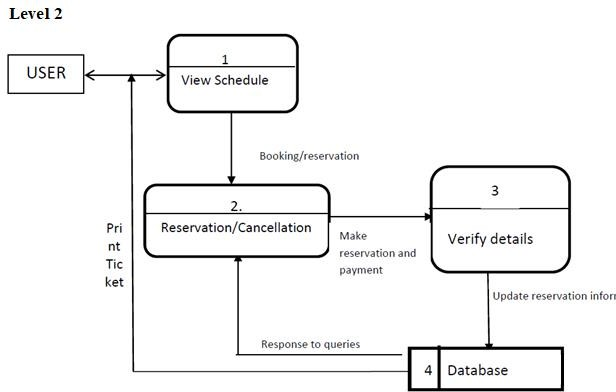 Level 2
1
USER
View Schedule
Booking/reservation
2.
Reservation/Cancellation
3
Verify details
Make
reservation and
payment
Pri
nt
Tic
ket
Update reservation infor
Response to queries
4 Database